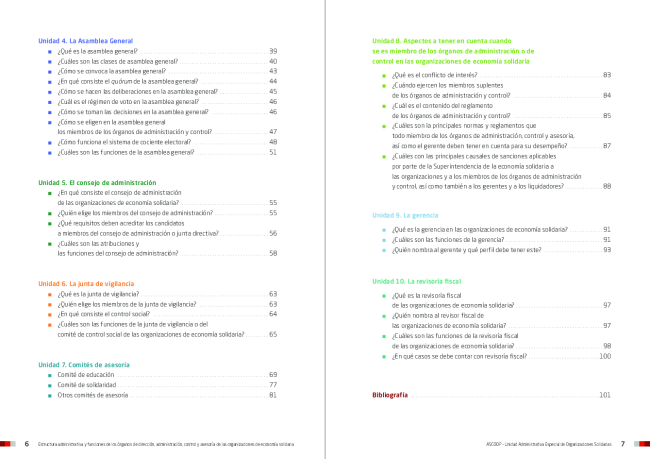 Unidad 4. La Asamblea General
¿Qué es la asamblea general? 39
¿Cuáles son las clases de asamblea general? 40
¿Cómo se convoca la asamblea general? 43
¿En qué consiste el quórum de la asamblea general? 44
¿Cómo se hacen las deliberaciones en la asamblea general? 45
¿Cuál es el régimen de voto en la asamblea general? 46
¿Cómo se toman las decisiones en la asamblea general? 46
¿Cómo se eligen en la asamblea general
los miembros de los órganos de administración y control? 47
¿Cómo funciona el sistema de cociente electoral? 48
¿Cuáles son las funciones de la asamblea general? 51
Unidad 5. El consejo de administración
¿En qué consiste el consejo de administración
de las organizaciones de economía solidaria? 55
¿Quién elige los miembros del consejo de administración? 55
¿Qué requisitos deben acreditar los candidatos
a miembros del consejo de administración o junta directiva? 56
¿Cuáles son las atribuciones y
las funciones del consejo de administración? 58
Unidad 6. La junta de vigilancia
¿Qué es la junta de vigilancia? 63
¿Quién elige los miembros de la junta de vigilancia? 63
¿En qué consiste el control social? 64
¿Cuáles son las funciones de la junta de vigilancia o del
comité de control social de las organizaciones de economía solidaria? 65
Unidad 7. Comités de asesoría
Comité de educación 69
Comité de solidaridad 77
Otros comités de asesoría 81
6 Estructura administrativa y funciones de los órganos de dirección, administración, control y asesoría de las organizaciones de economía solidaria
Unidad 8. Aspectos a tener en cuenta cuando
se es miembro de los órganos de administración o de
control en las organizaciones de economía solidaria
¿Qué es el conflicto de interés? 83
¿Cuándo ejercen los miembros suplentes
de los órganos de administración y control? 84
¿Cuál es el contenido del reglamento
de los órganos de administración y control? 85
¿Cuáles son la principales normas y reglamentos que
todo miembro de los órganos de administración, control y asesoría,
así como el gerente deben tener en cuenta para su desempeño? 87
¿Cuáles con las principales causales de sanciones aplicables
por parte de la Superintendencia de la economía solidaria a
las organizaciones y a los miembros de los órganos de administración
y control, así como también a los gerentes y a los liquidadores? 88
Unidad 9. La gerencia
¿Qué es la gerencia en las organizaciones de economía solidaria? 91
¿Cuáles son las funciones de la gerencia? 91
¿Quién nombra al gerente y qué perfil debe tener este? 93
Unidad 10. La revisoría fiscal
¿Qué es la revisoría fiscal
de las organizaciones de economía solidaria? 97
¿Quién nombra al revisor fiscal de
las organizaciones de economía solidaria? 97
¿Cuáles son las funciones de la revisoría fiscal
de las organizaciones de economía solidaria? 98
¿En qué casos se debe contar con revisoría fiscal? 100
Bibliografía 101
ASCOOP - Unidad Administrativa Especial de Organizaciones Solidarias 7